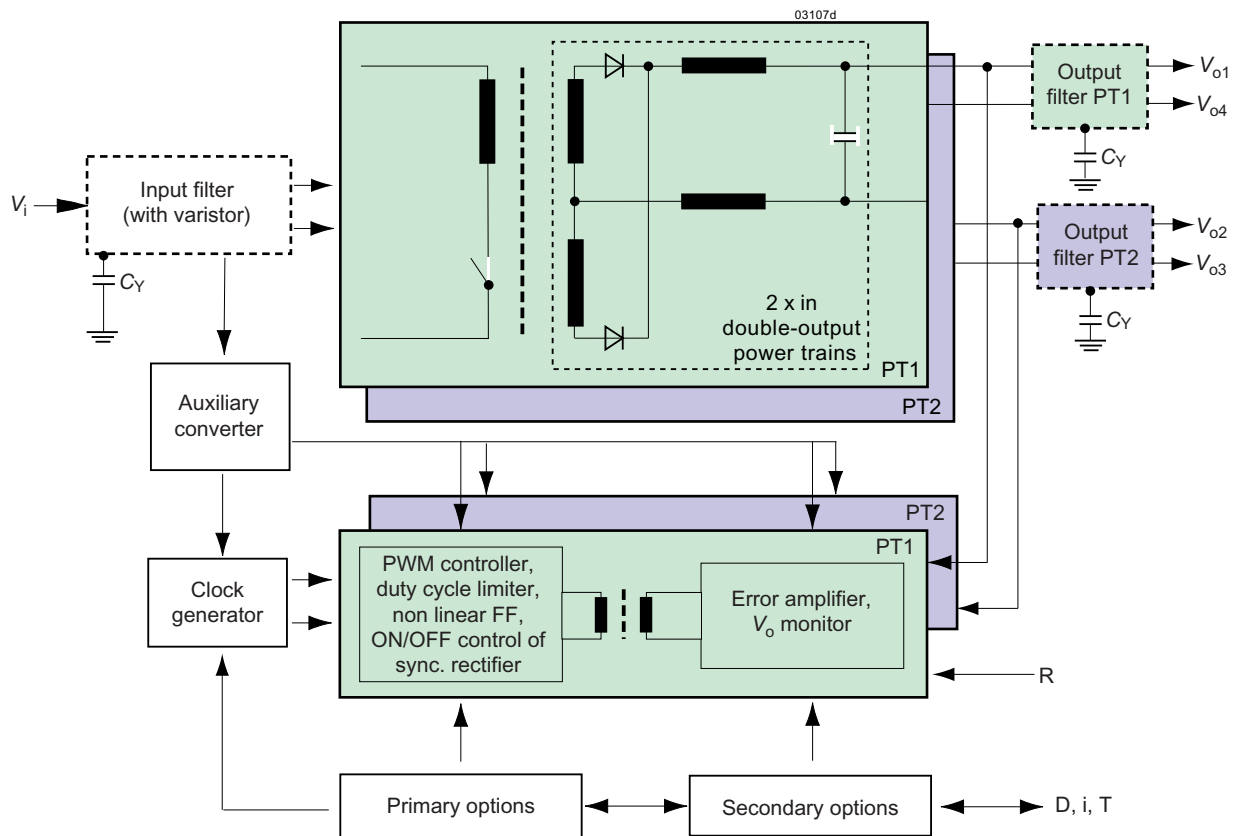 03107d
Output
filter PT1
Vo1
Vo4
CY
Input filter
(with varistor)
Vi
CY
Output
filter PT2
Vo2
Vo3
CY
2 x in
double-output
power trains
PT1
PT2
Auxiliary
converter
PT2
PT1
Clock
generator
PWM controller,
duty cycle limiter,
non linear FF,
ON/OFF control of
sync. rectifier
Error amplifier,
Vo monitor
R
Primary options
Secondary options
D, i, T